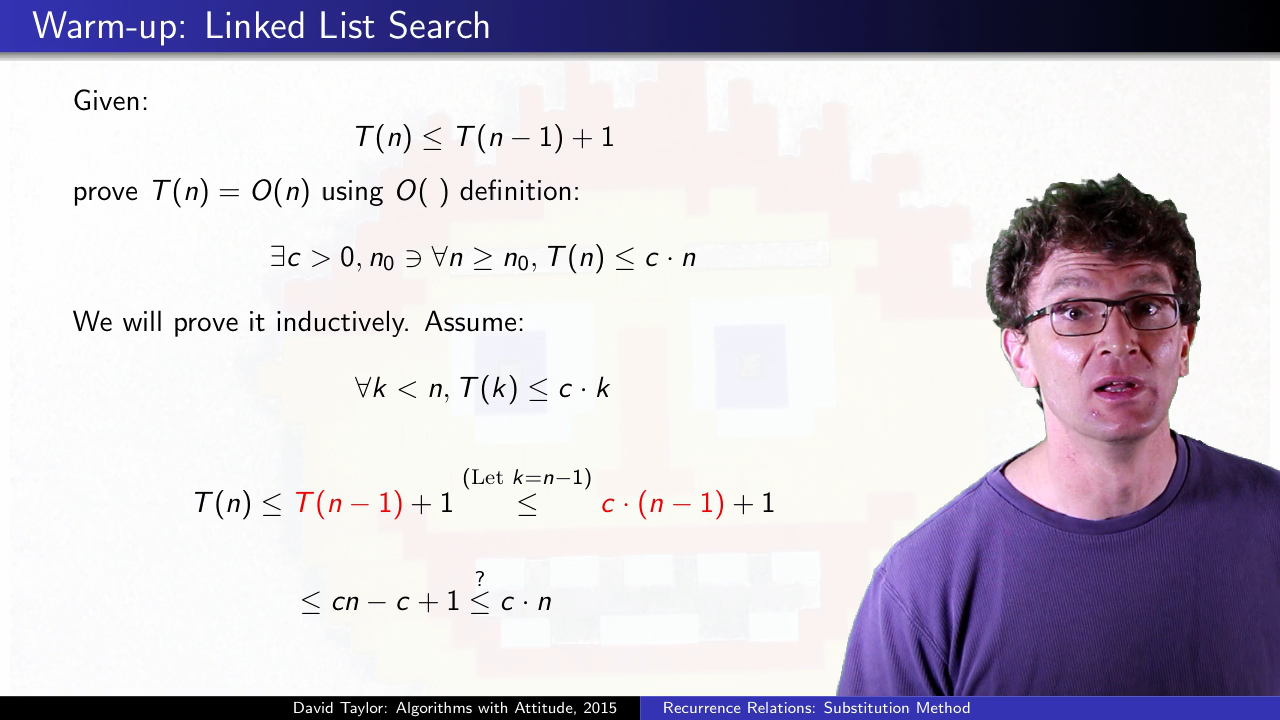 Warm-up: Linked List Search
Given:
T(n) ≤ T(n − 1) + 1
prove T(n) = O(n) using O( ) definition:
∃c > 0, n₀ ∋ ∀n ≥ n₀, T(n) ≤ c · n
We will prove it inductively. Assume:
∀k < n, T(k) ≤ c · k
(Let k=n−1)
T(n) ≤ T(n − 1) + 1 ≤ c · (n − 1) + 1
?
≤ cn − c + 1 ≤ c · n
David Taylor: Algorithms with Attitude, 2015
Recurrence Relations: Substitution Method